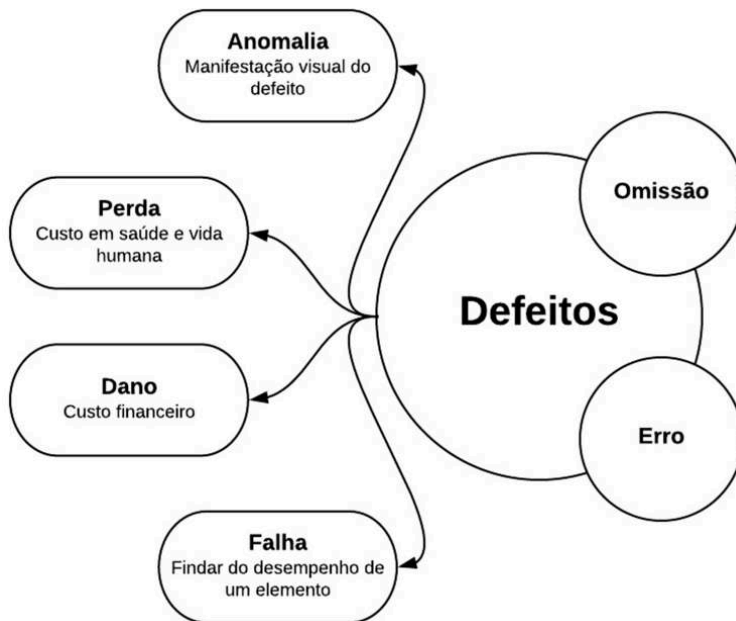 Anomalia
Manifestação visual do
defeito
Perda
Custo em saúde e vida
humana
Dano
Custo financeiro
Falha
Findar do desempenho de
um elemento
Defeitos
Omissão
Erro